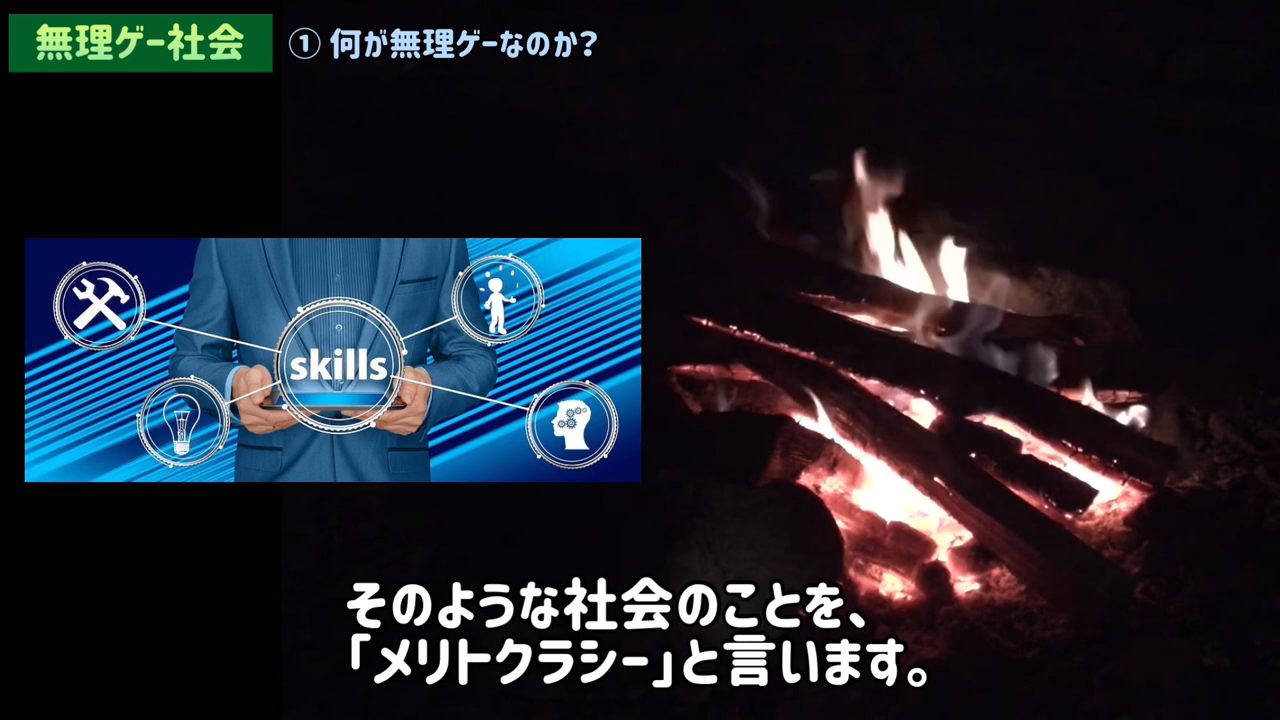 無理ゲー社会
① 何が無理ゲーなのか?
skills
そのような社会のことを、
「メリトクラシー」と言います。